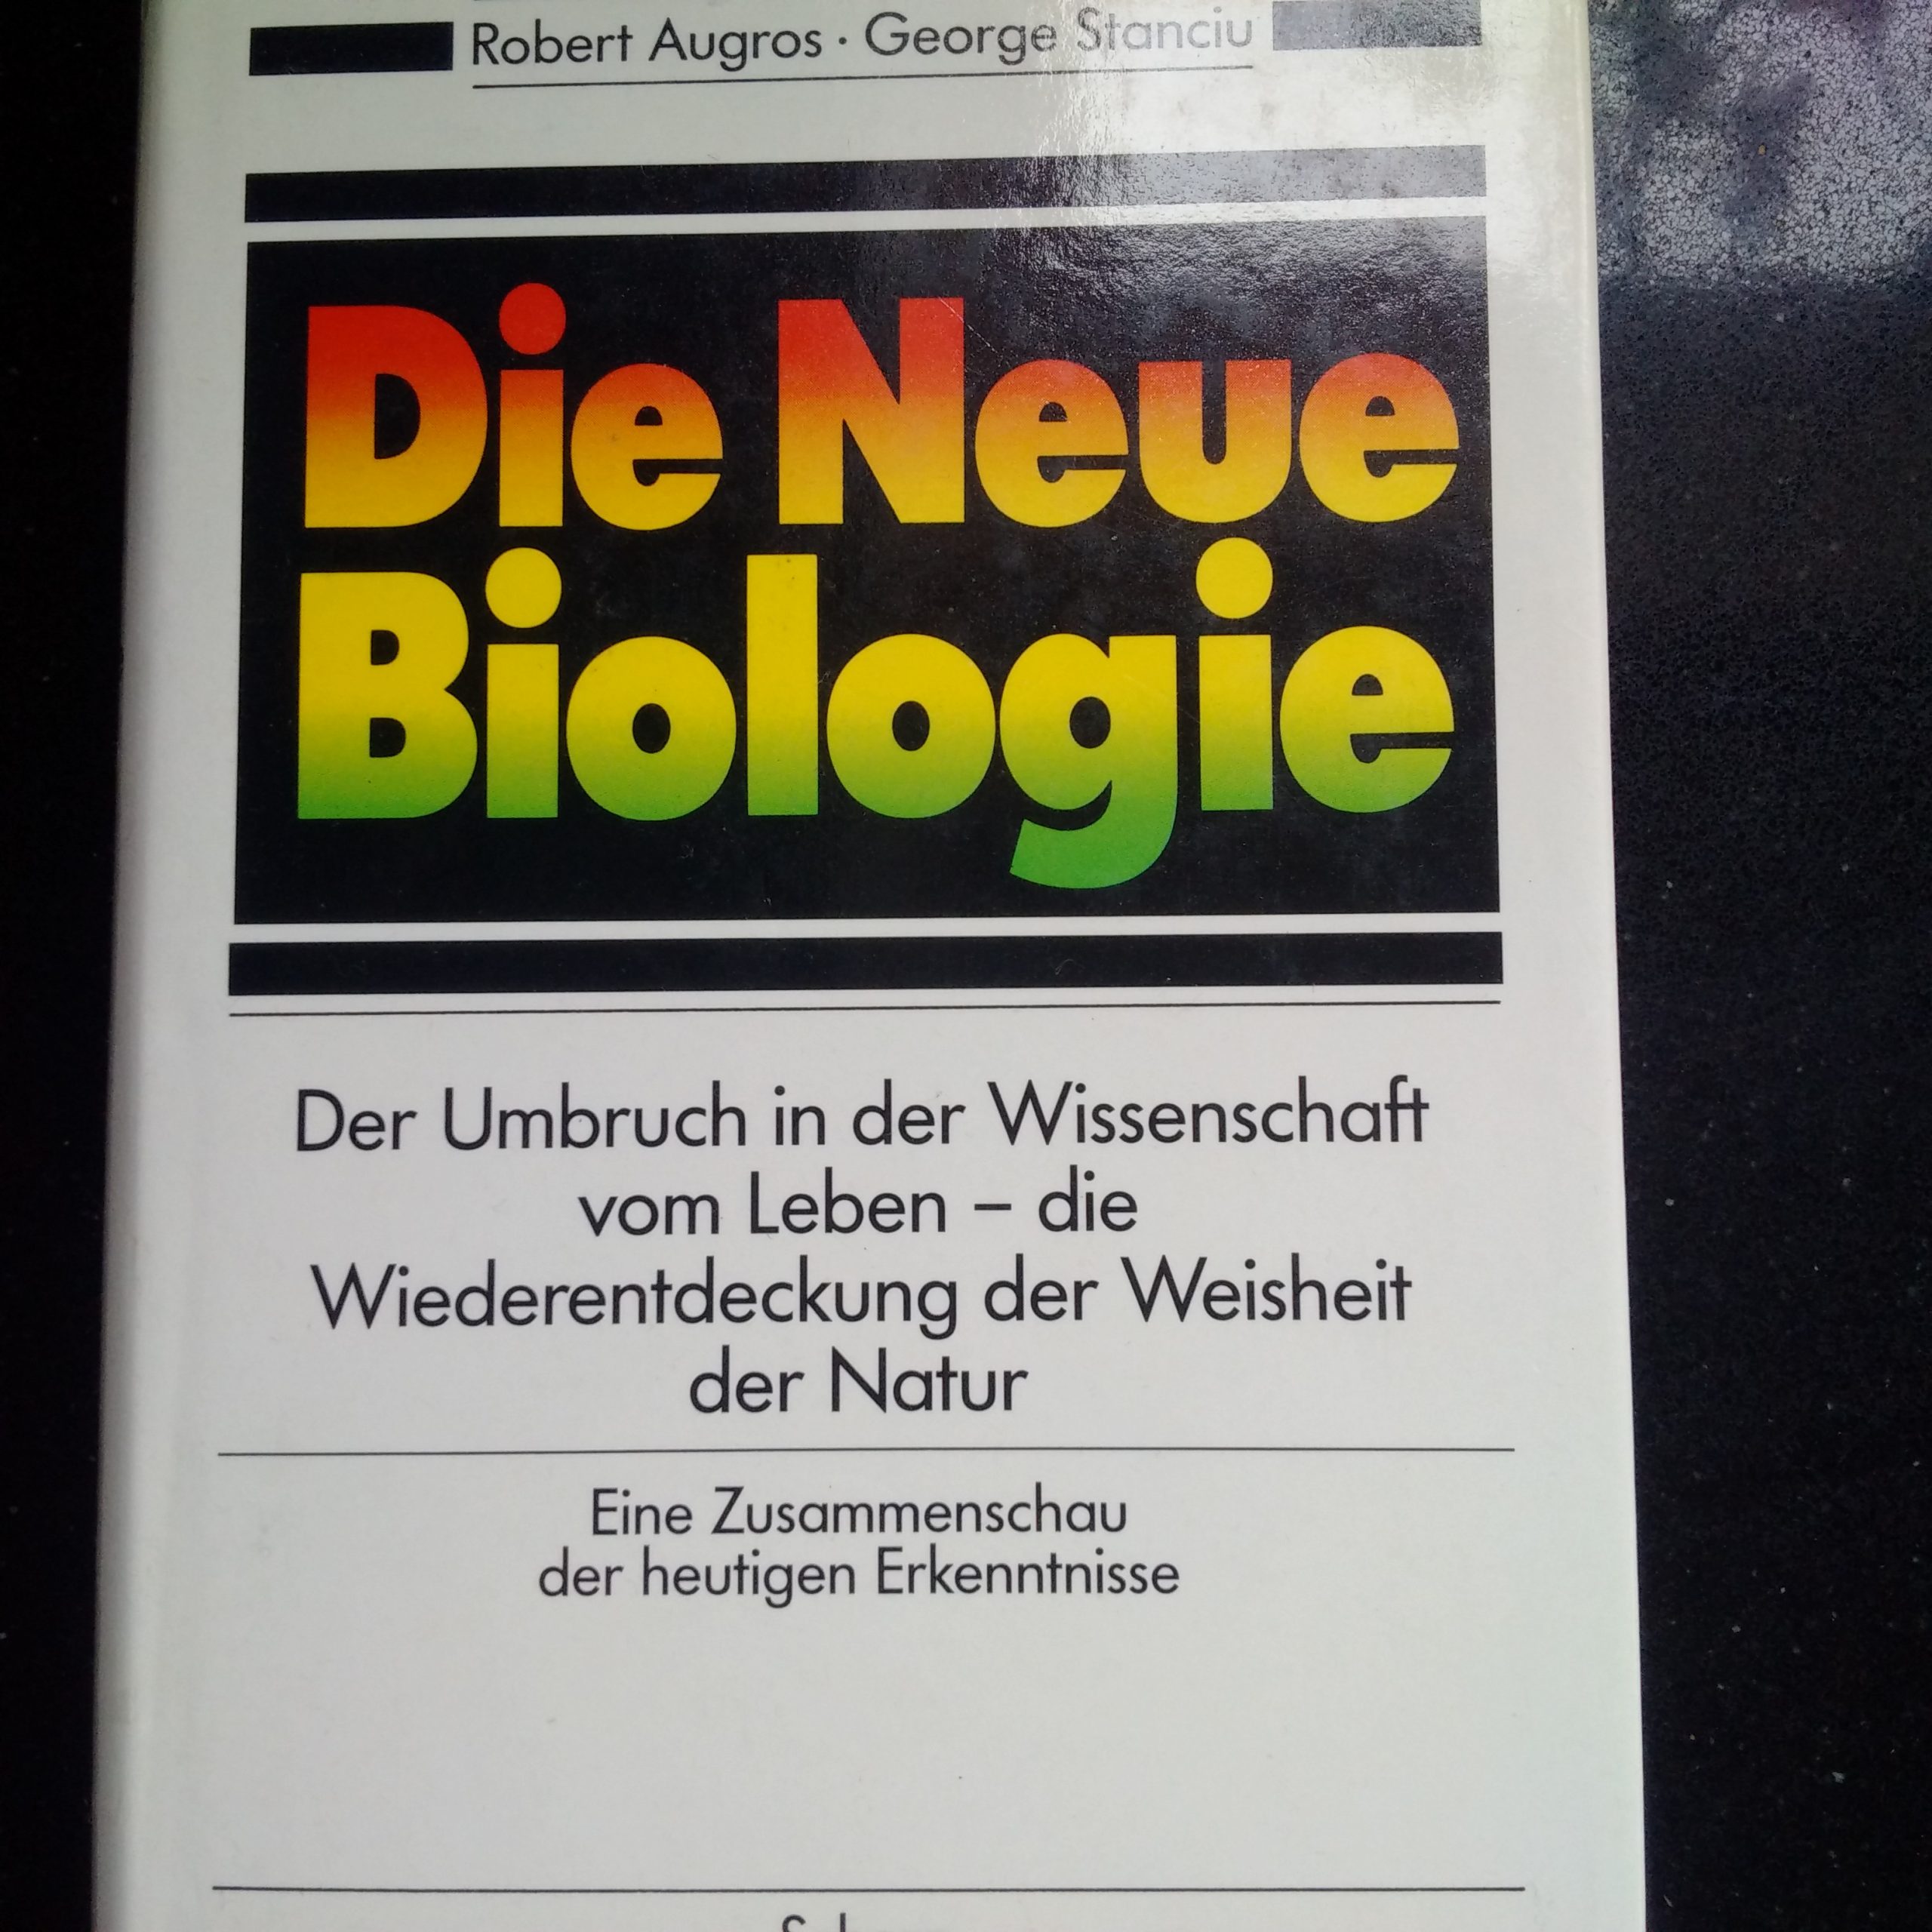 Robert Augros · George Stanciu
Die Neue
Biologie
Der Umbruch in der Wissenschaft
vom Leben – die
Wiederentdeckung der Weisheit
der Natur
Eine Zusammenschau
der heutigen Erkenntnisse